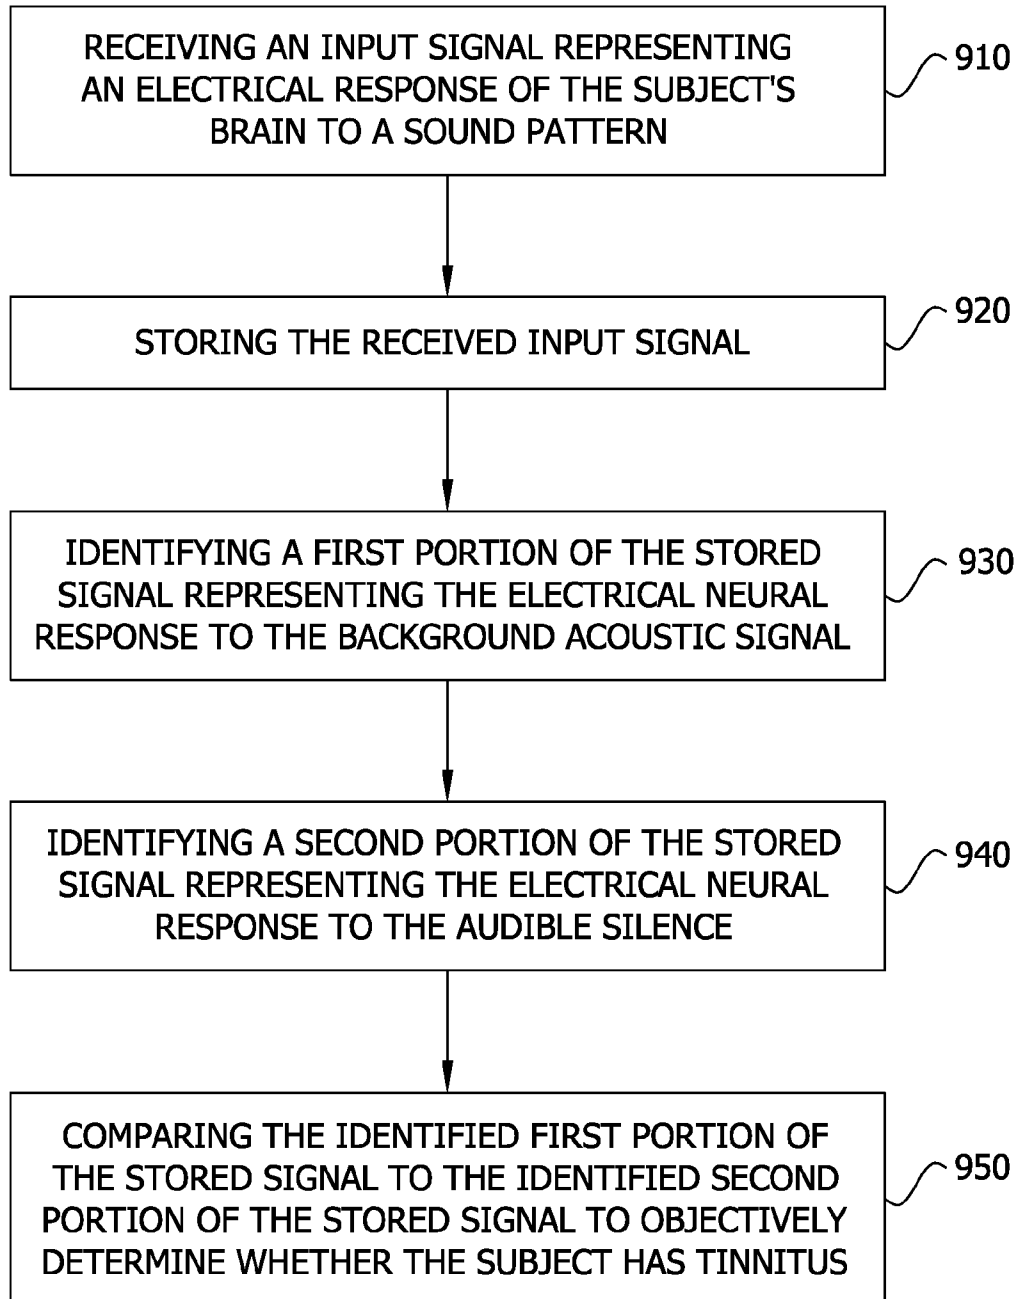 RECEIVING AN INPUT SIGNAL REPRESENTING
AN ELECTRICAL RESPONSE OF THE SUBJECT'S
BRAIN TO A SOUND PATTERN
910
STORING THE RECEIVED INPUT SIGNAL
920
IDENTIFYING A FIRST PORTION OF THE STORED
SIGNAL REPRESENTING THE ELECTRICAL NEURAL
RESPONSE TO THE BACKGROUND ACOUSTIC SIGNAL
930
IDENTIFYING A SECOND PORTION OF THE STORED
SIGNAL REPRESENTING THE ELECTRICAL NEURAL
RESPONSE TO THE AUDIBLE SILENCE
940
COMPARING THE IDENTIFIED FIRST PORTION OF
THE STORED SIGNAL TO THE IDENTIFIED SECOND
PORTION OF THE STORED SIGNAL TO OBJECTIVELY
DETERMINE WHETHER THE SUBJECT HAS TINNITUS
950